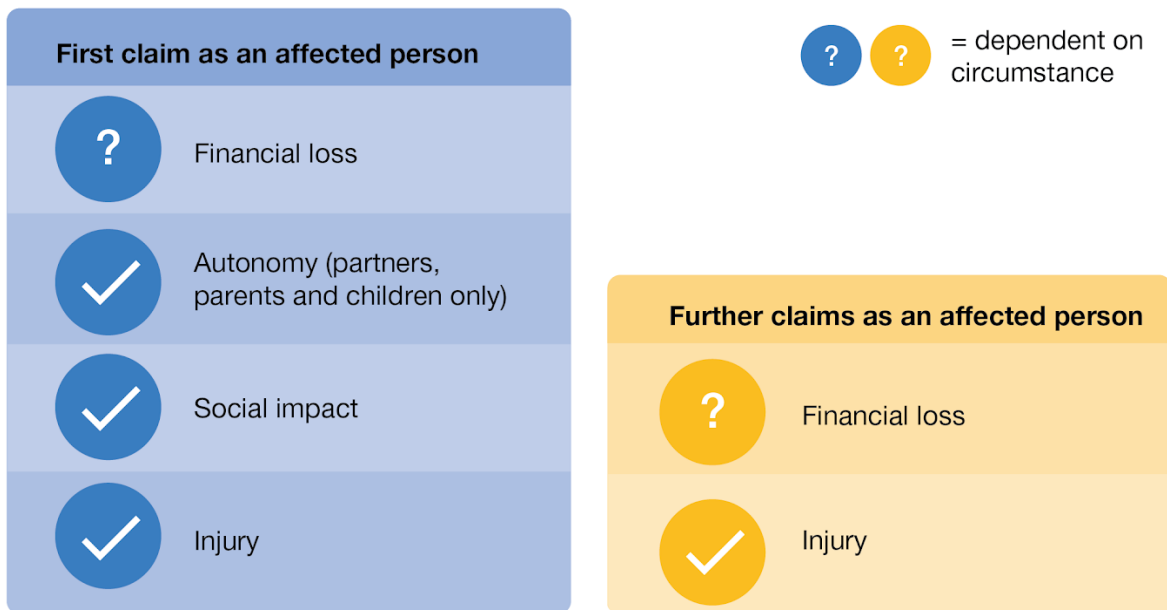 First claim as an affected person
?
Financial loss
Autonomy (partners,
parents and children only)
Social impact
Injury
? ? = dependent on
circumstance
Further claims as an affected person
?
Financial loss
Injury